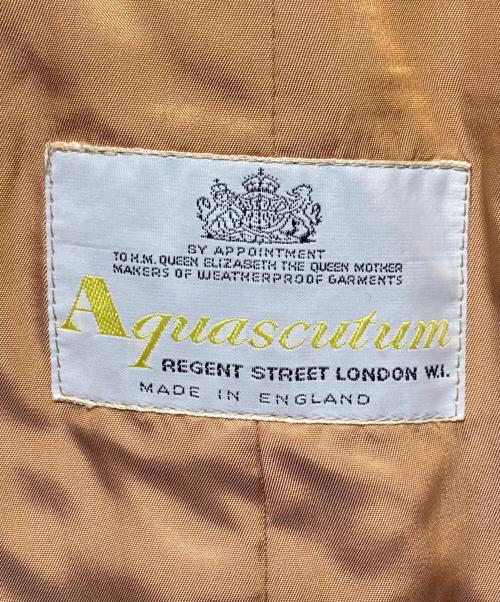 BY APPOINTMENT
TO H.M. QUEEN ELIZABETH THE QUEEN MOTHER
MAKERS OF WEATHERPROOF GARMENTS
Aquascutum
REGENT STREET LONDON W.1.
MADE IN ENGLAND